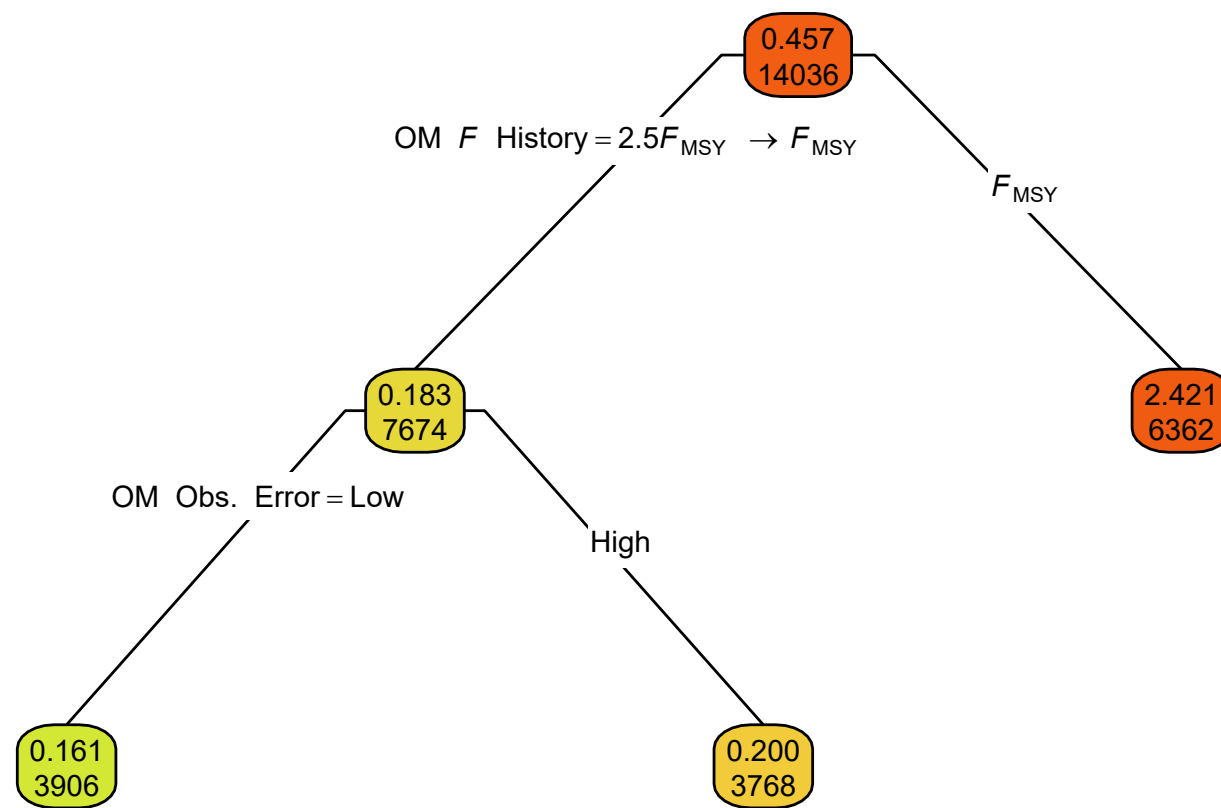 0.457
14036
OM F History = 2.5F_MSY → F_MSY
F_MSY
0.183
7674
2.421
6362
OM Obs. Error = Low
High
0.161
3906
0.200
3768